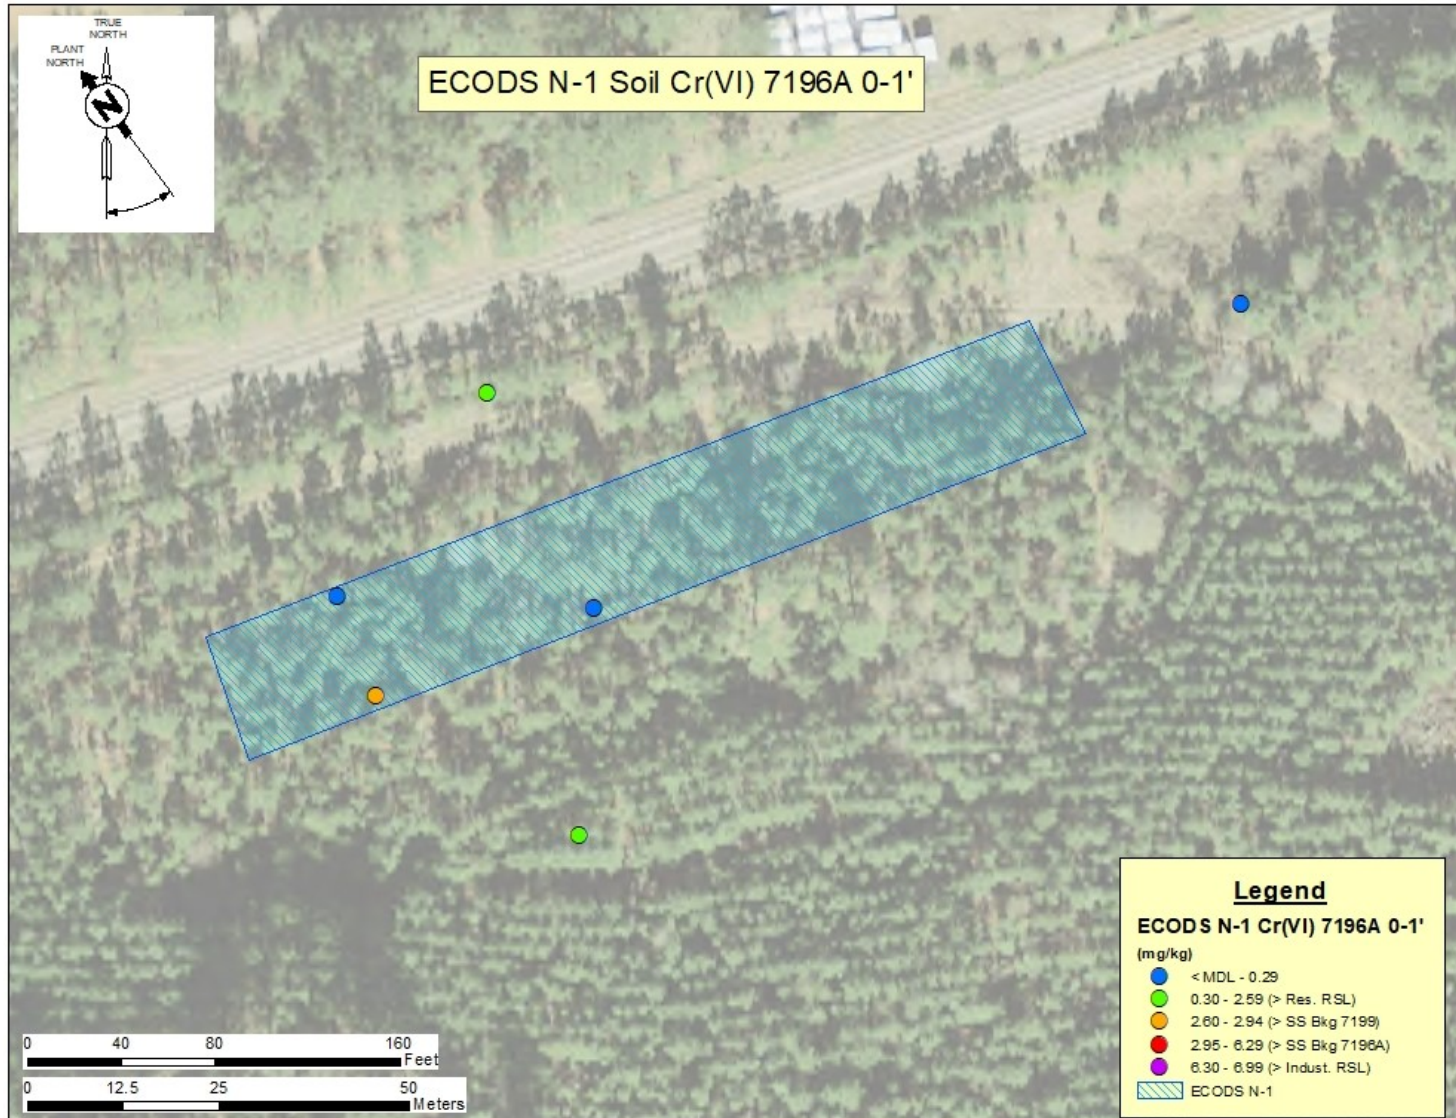 TRUE
NORTH
PLANT
NORTH
N
ECODS N-1 Soil Cr(VI) 7196A 0-1'
Legend
ECODS N-1 Cr(VI) 7196A 0-1'
(mg/kg)
< MDL - 0.29
0.30 - 2.59 (> Res. RSL)
2.60 - 2.94 (> SS Bkg 7199)
2.95 - 6.29 (> SS Bkg 7196A)
6.30 - 6.99 (> Indust. RSL)
ECODS N-1
0 40 80 160
Feet
0 12.5 25 50
Meters